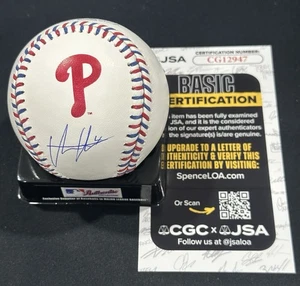 P
JSA
CERTIFICATION NUMBER:
CG12947
BASIC
CERTIFICATION
item has been fully examined
JSA, and it is the considered
on of our expert authenticators
the signature(s) is/are genuine.
UPGRADE TO A LETTER OF
AUTHENTICITY & VERIFY THIS
CERTIFICATION BY VISITING:
SpenceLOA.com
Or Scan
CGC x JSA
Follow us at @jsaloa
Authentic